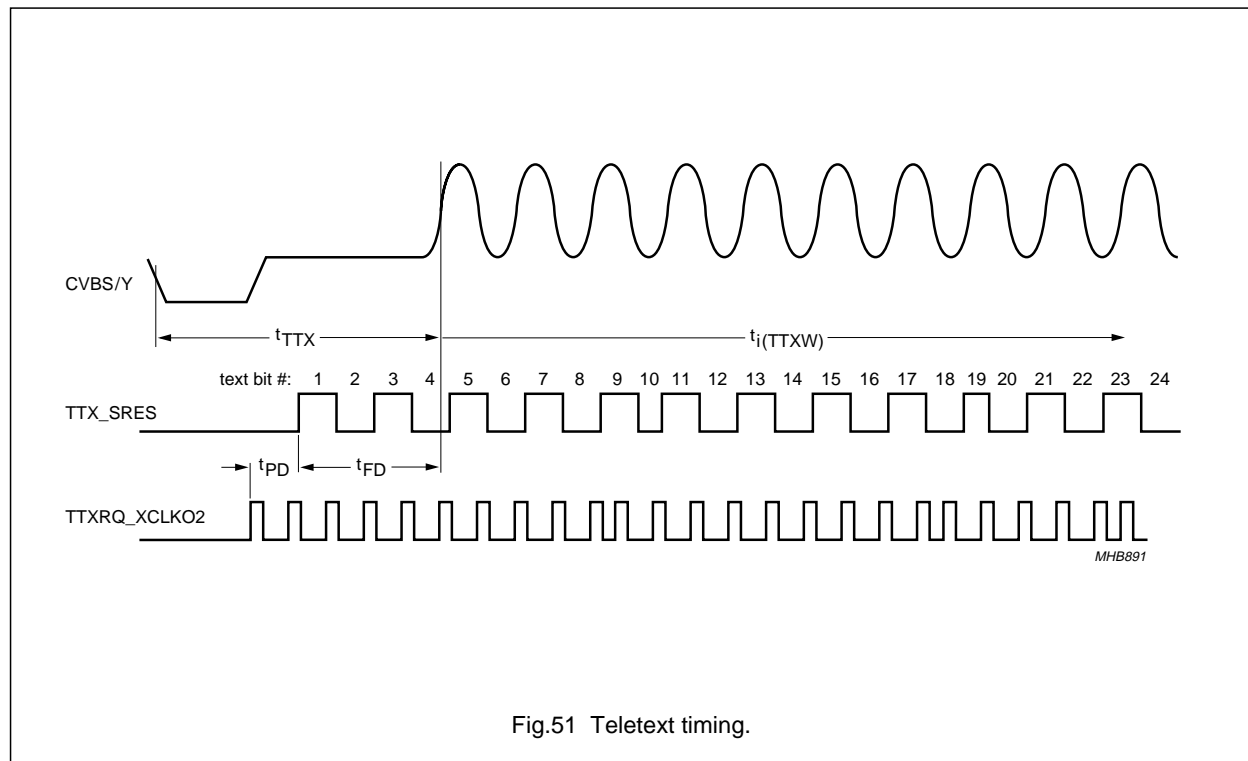 CVBS/Y
tTTX
ti(TTXW)
text bit #: 1 2 3 4 5 6 7 8 9 10 11 12 13 14 15 16 17 18 19 20 21 22 23 24
TTX_SRES
tPD
tFD
TTXRQ_XCLKO2
MHB891
Fig.51 Teletext timing.